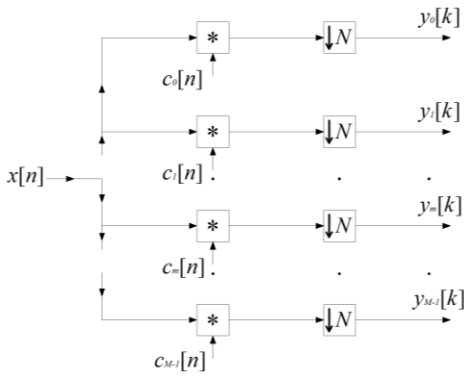 y₀[k]
* ↓N
c₀[n]
y₁[k]
* ↓N
x[n]
c₁[n] . . .
yₘ[k]
* ↓N
cₘ[n] . . .
y_{M-1}[k]
* ↓N
c_{M-1}[n]